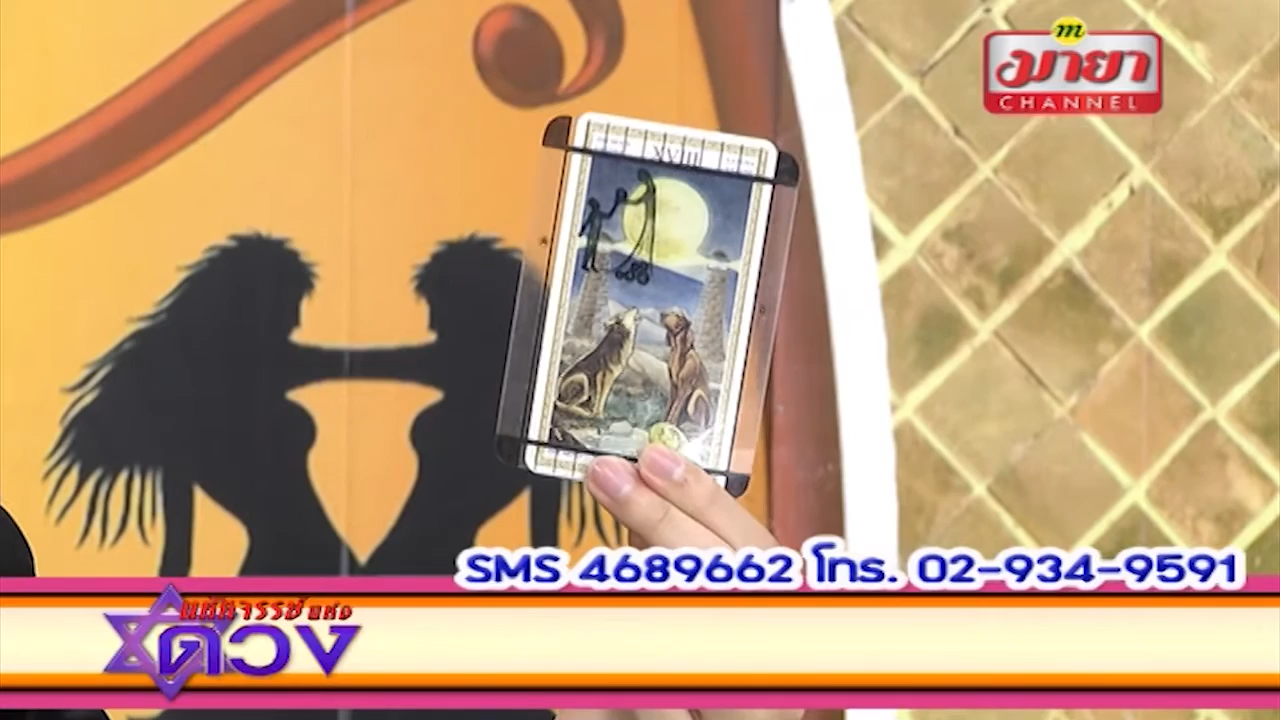 m
มายา
CHANNEL
XVIII
SMS 4689662 โทร. 02-934-9591
มหัศจรรย์แห่ง
ดวง